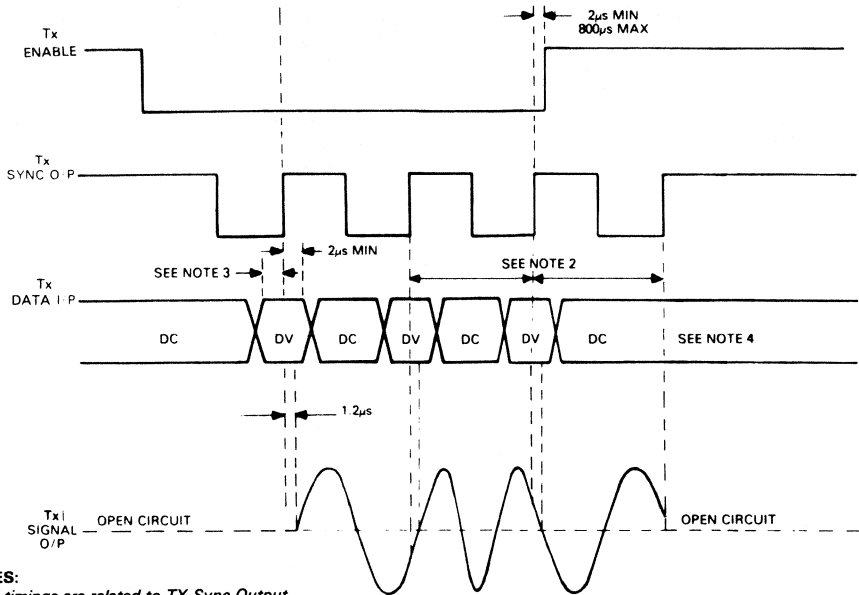 2µs MIN
800µs MAX
Tx
ENABLE
Tx
SYNC O·P
2µs MIN
SEE NOTE 3
SEE NOTE 2
Tx
DATA I·P
DC
DV
DC
DV
DC
DV
DC
SEE NOTE 4
1.2µs
Tx
SIGNAL
O/P
OPEN CIRCUIT
OPEN CIRCUIT
ES:
timings are related to TX Sync Output